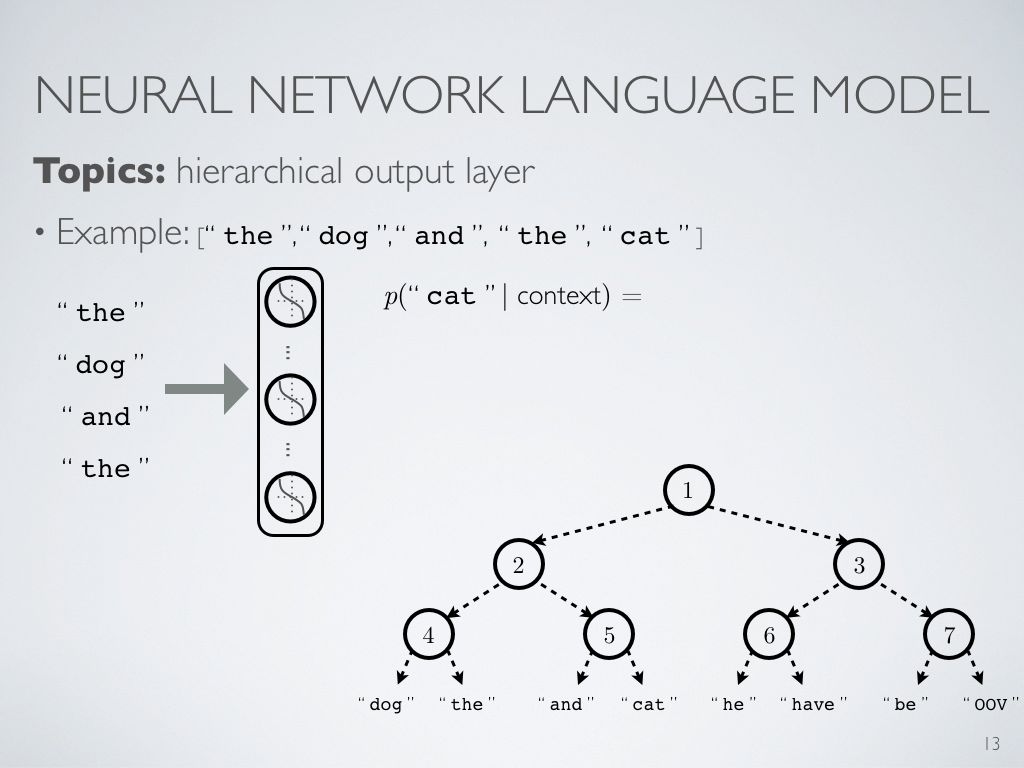 NEURAL NETWORK LANGUAGE MODEL
Topics: hierarchical output layer
• Example: [“ the ”,“ dog ”,“ and ”, “ the ”, “ cat ” ]
p(“ cat ” | context) =
“ the ”
“ dog ”
“ and ”
“ the ”
1
2 3
4 5 6 7
“ dog ” “ the ” “ and ” “ cat ” “ he ” “ have ” “ be ” “ OOV ”
13